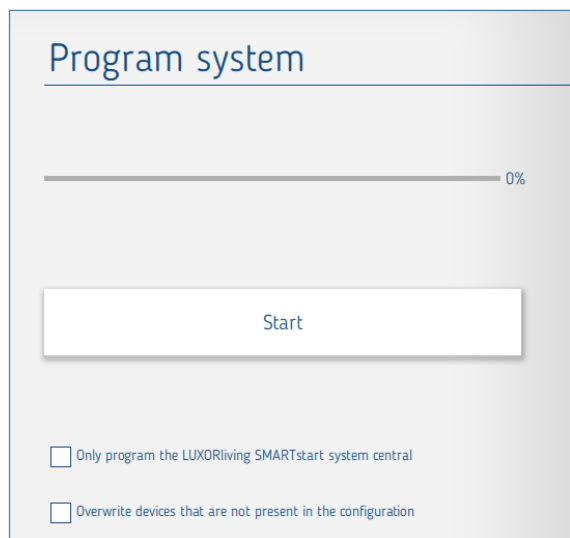 Program system
0%
Start
Only program the LUXORliving SMARTstart system central
Overwrite devices that are not present in the configuration